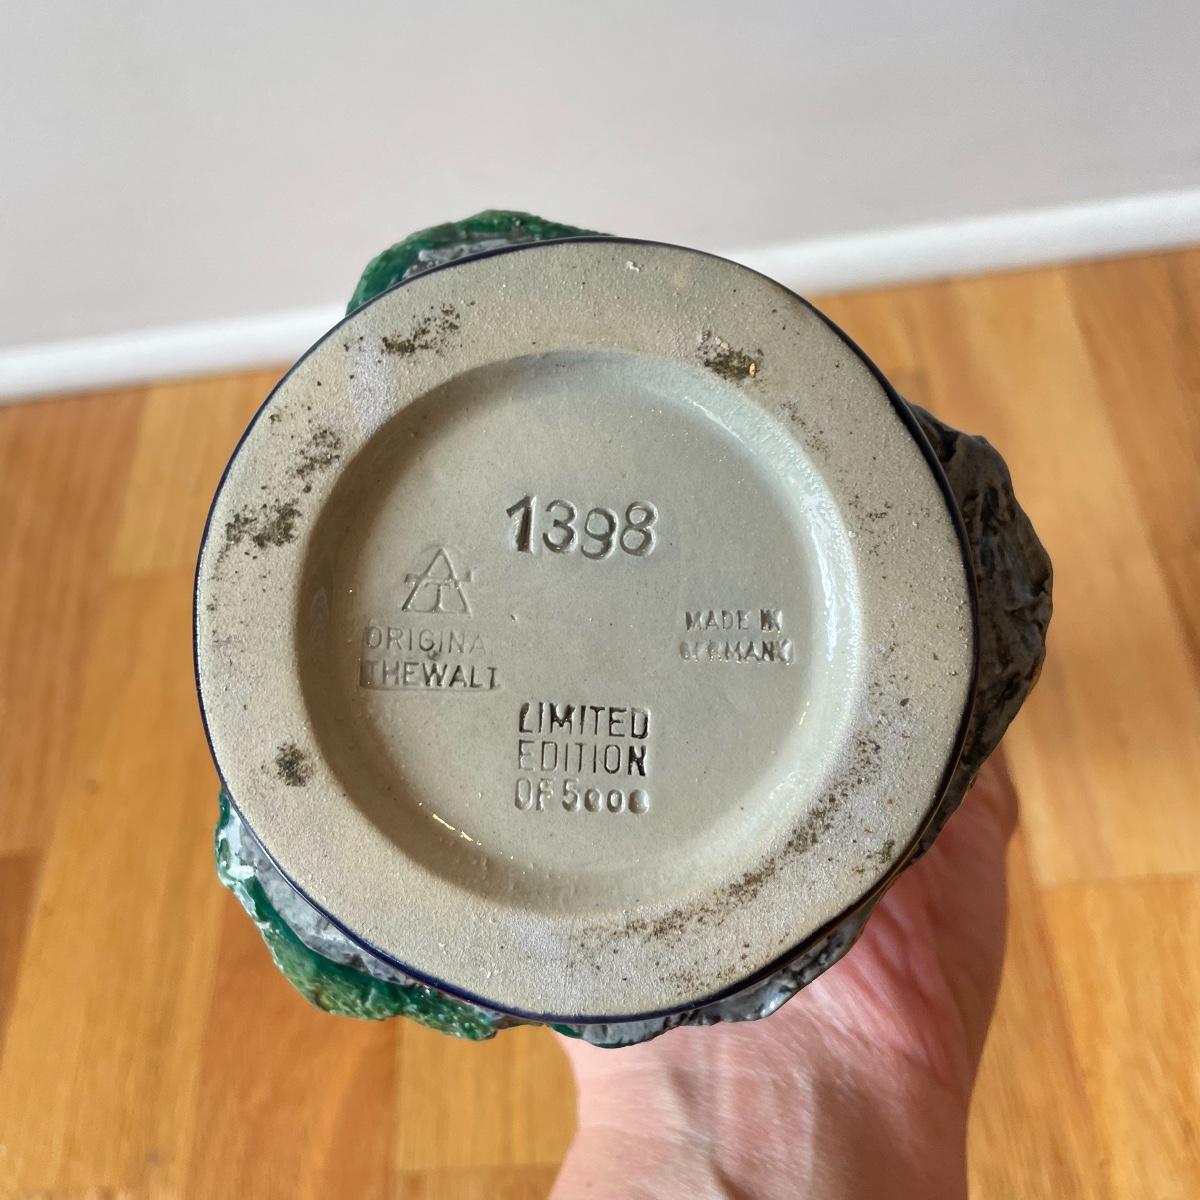 1398
ORIGINAL
THEWALT
MADE IN
GERMANY
LIMITED
EDITION
OF 5000